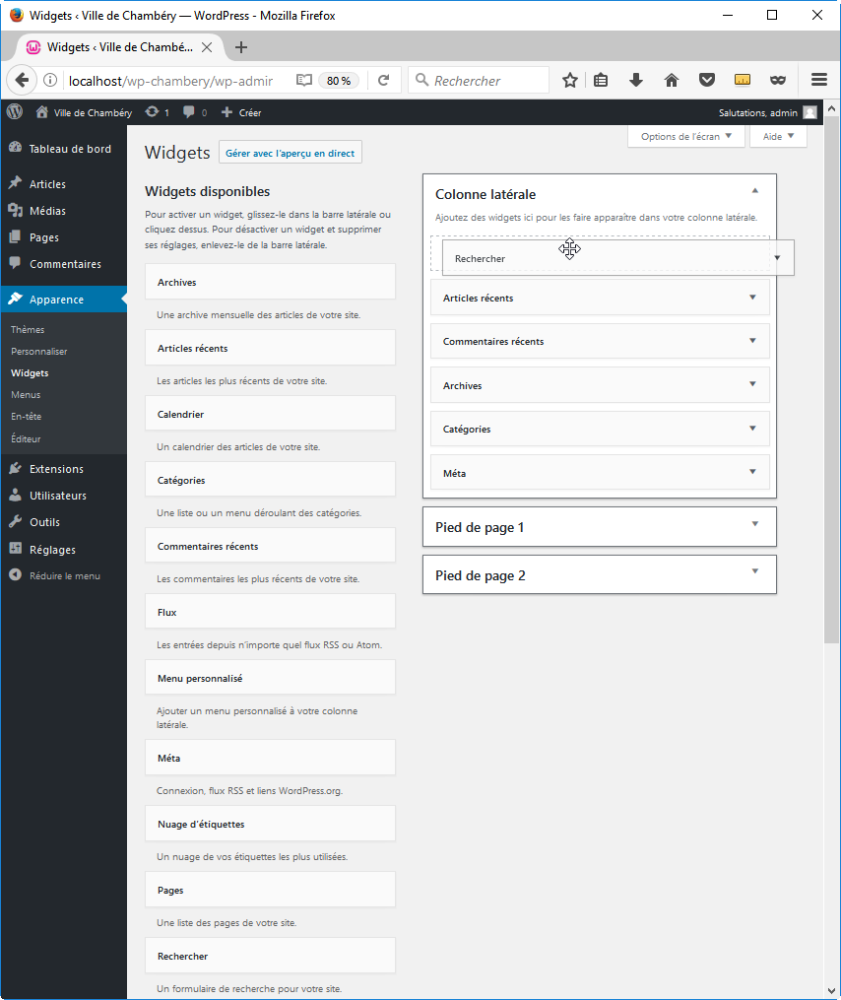 Widgets ‹ Ville de Chambéry — WordPress - Mozilla Firefox
Widgets ‹ Ville de Chambé...
localhost/wp-chambery/wp-admir
80 %
Rechercher
Ville de Chambéry
1
0
Créer
Salutations, admin
Tableau de bord
Articles
Médias
Pages
Commentaires
Apparence
Thèmes
Personnaliser
Widgets
Menus
En-tête
Éditeur
Extensions
Utilisateurs
Outils
Réglages
Réduire le menu
Options de l'écran
Aide
Widgets
Gérer avec l'aperçu en direct
Widgets disponibles
Pour activer un widget, glissez-le dans la barre latérale ou
cliquez dessus. Pour désactiver un widget et supprimer
ses réglages, enlevez-le de la barre latérale.
Archives
Une archive mensuelle des articles de votre site.
Articles récents
Les articles les plus récents de votre site.
Calendrier
Un calendrier des articles de votre site.
Catégories
Une liste ou un menu déroulant des catégories.
Commentaires récents
Les commentaires les plus récents de votre site.
Flux
Les entrées depuis n'importe quel flux RSS ou Atom.
Menu personnalisé
Ajouter un menu personnalisé à votre colonne
latérale.
Méta
Connexion, flux RSS et liens WordPress.org.
Nuage d'étiquettes
Un nuage de vos étiquettes les plus utilisées.
Pages
Une liste des pages de votre site.
Rechercher
Un formulaire de recherche pour votre site.
Colonne latérale
Ajoutez des widgets ici pour les faire apparaître dans votre colonne latérale.
Rechercher
Articles récents
Commentaires récents
Archives
Catégories
Méta
Pied de page 1
Pied de page 2